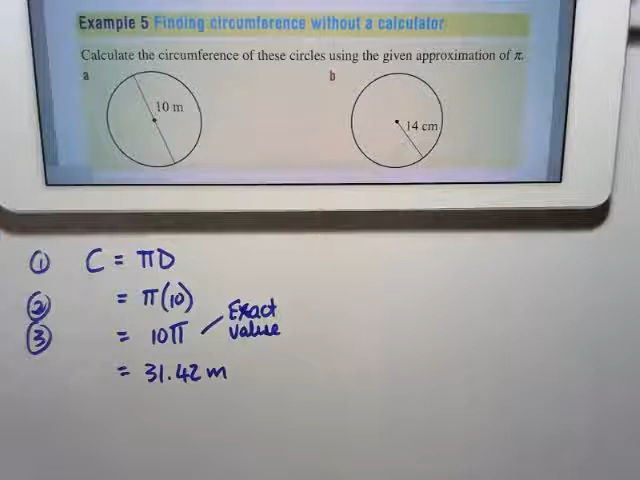 Example 5 Finding circumference without a calculator
Calculate the circumference of these circles using the given approximation of π.
a
b
10 m
14 cm
① C = πD
② = π(10)
③ = 10π
Exact
value
= 31.42 m